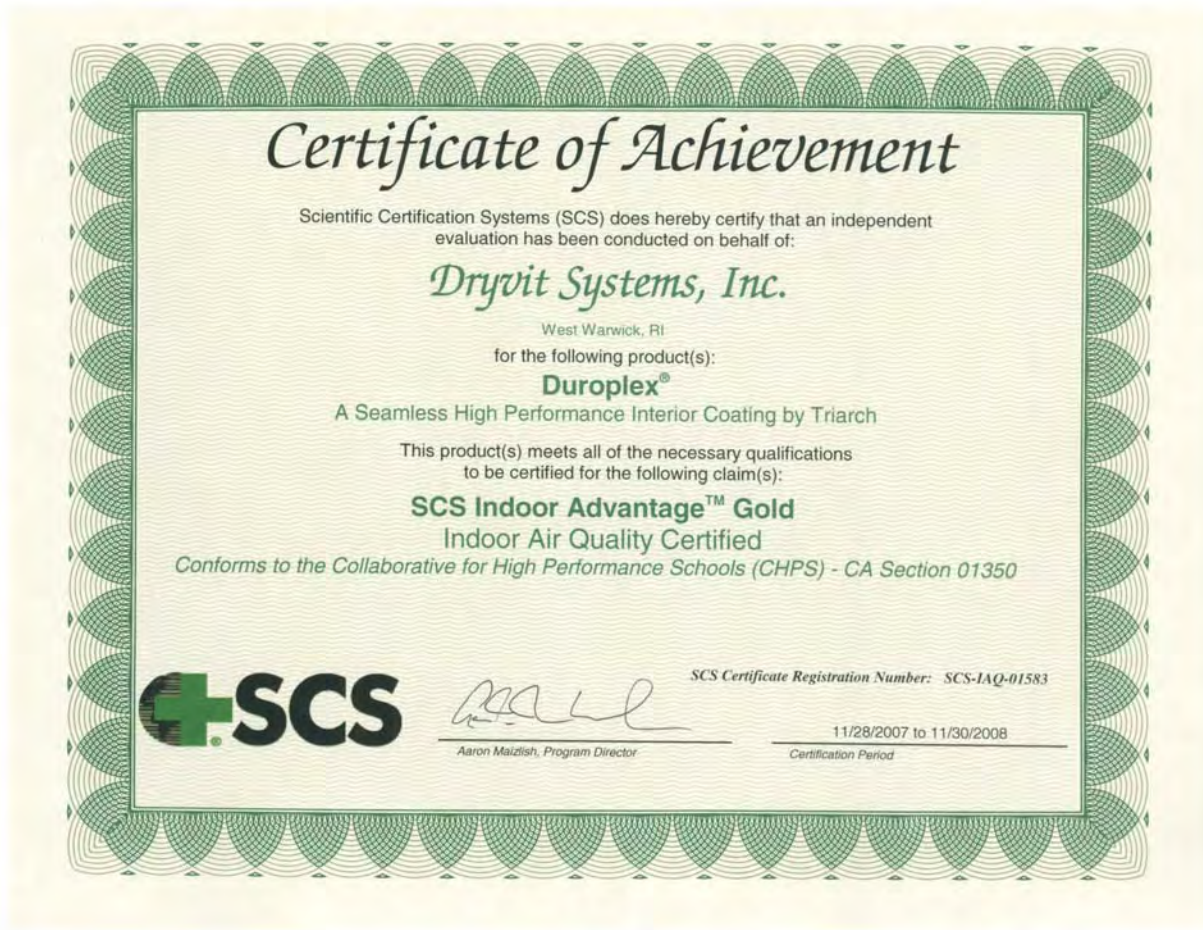 Certificate of Achievement
Scientific Certification Systems (SCS) does hereby certify that an independent
evaluation has been conducted on behalf of:
Dryvit Systems, Inc.
West Warwick, RI
for the following product(s):
Duroplex®
A Seamless High Performance Interior Coating by Triarch
This product(s) meets all of the necessary qualifications
to be certified for the following claim(s):
SCS Indoor Advantage™ Gold
Indoor Air Quality Certified
Conforms to the Collaborative for High Performance Schools (CHPS) - CA Section 01350
SCS
®
SCS Certificate Registration Number: SCS-IAQ-01583
11/28/2007 to 11/30/2008
Aaron Maizlish, Program Director
Certification Period